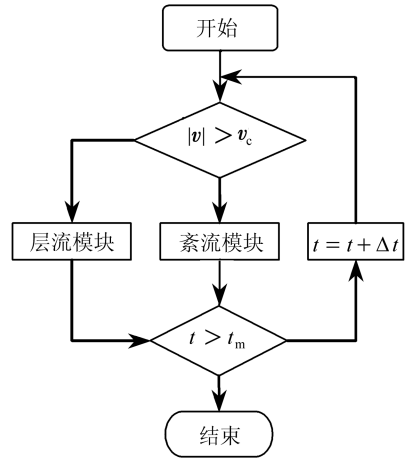 开始
|v| > v_c
层流模块
紊流模块
t = t + Δt
t > t_m
结束